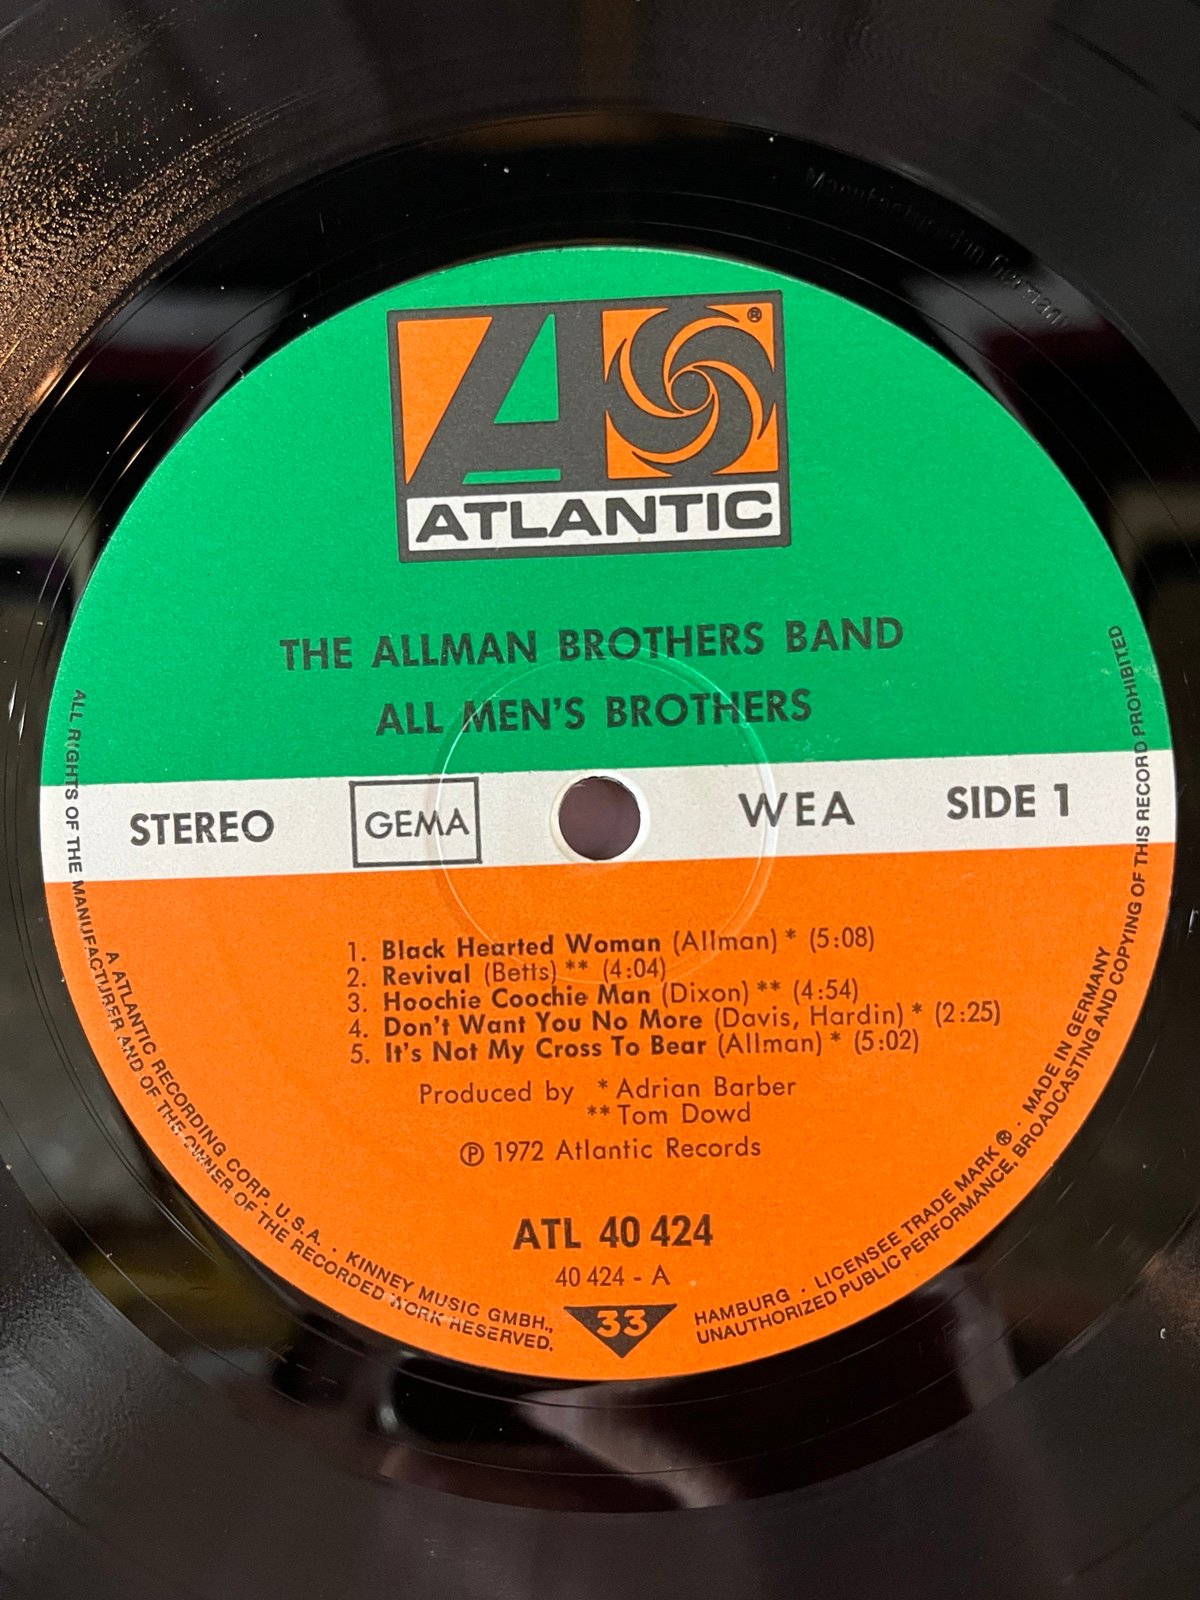 Manufactured in Germany
®
ATLANTIC
THE ALLMAN BROTHERS BAND
ALL MEN'S BROTHERS
STEREO
GEMA
WEA
SIDE 1
1. Black Hearted Woman (Allman) * (5:08)
2. Revival (Betts) ** (4:04)
3. Hoochie Coochie Man (Dixon) ** (4:54)
4. Don't Want You No More (Davis, Hardin) * (2:25)
5. It's Not My Cross To Bear (Allman) * (5:02)
Produced by * Adrian Barber
** Tom Dowd
℗ 1972 Atlantic Records
ATL 40 424
40 424 - A
33
A ATLANTIC RECORDING CORP. U.S.A. · KINNEY MUSIC GMBH., HAMBURG · LICENSEE TRADE MARK ® · MADE IN GERMANY
ALL RIGHTS OF THE MANUFACTURER AND OF THE OWNER OF THE RECORDED WORK RESERVED. UNAUTHORIZED PUBLIC PERFORMANCE, BROADCASTING AND COPYING OF THIS RECORD PROHIBITED